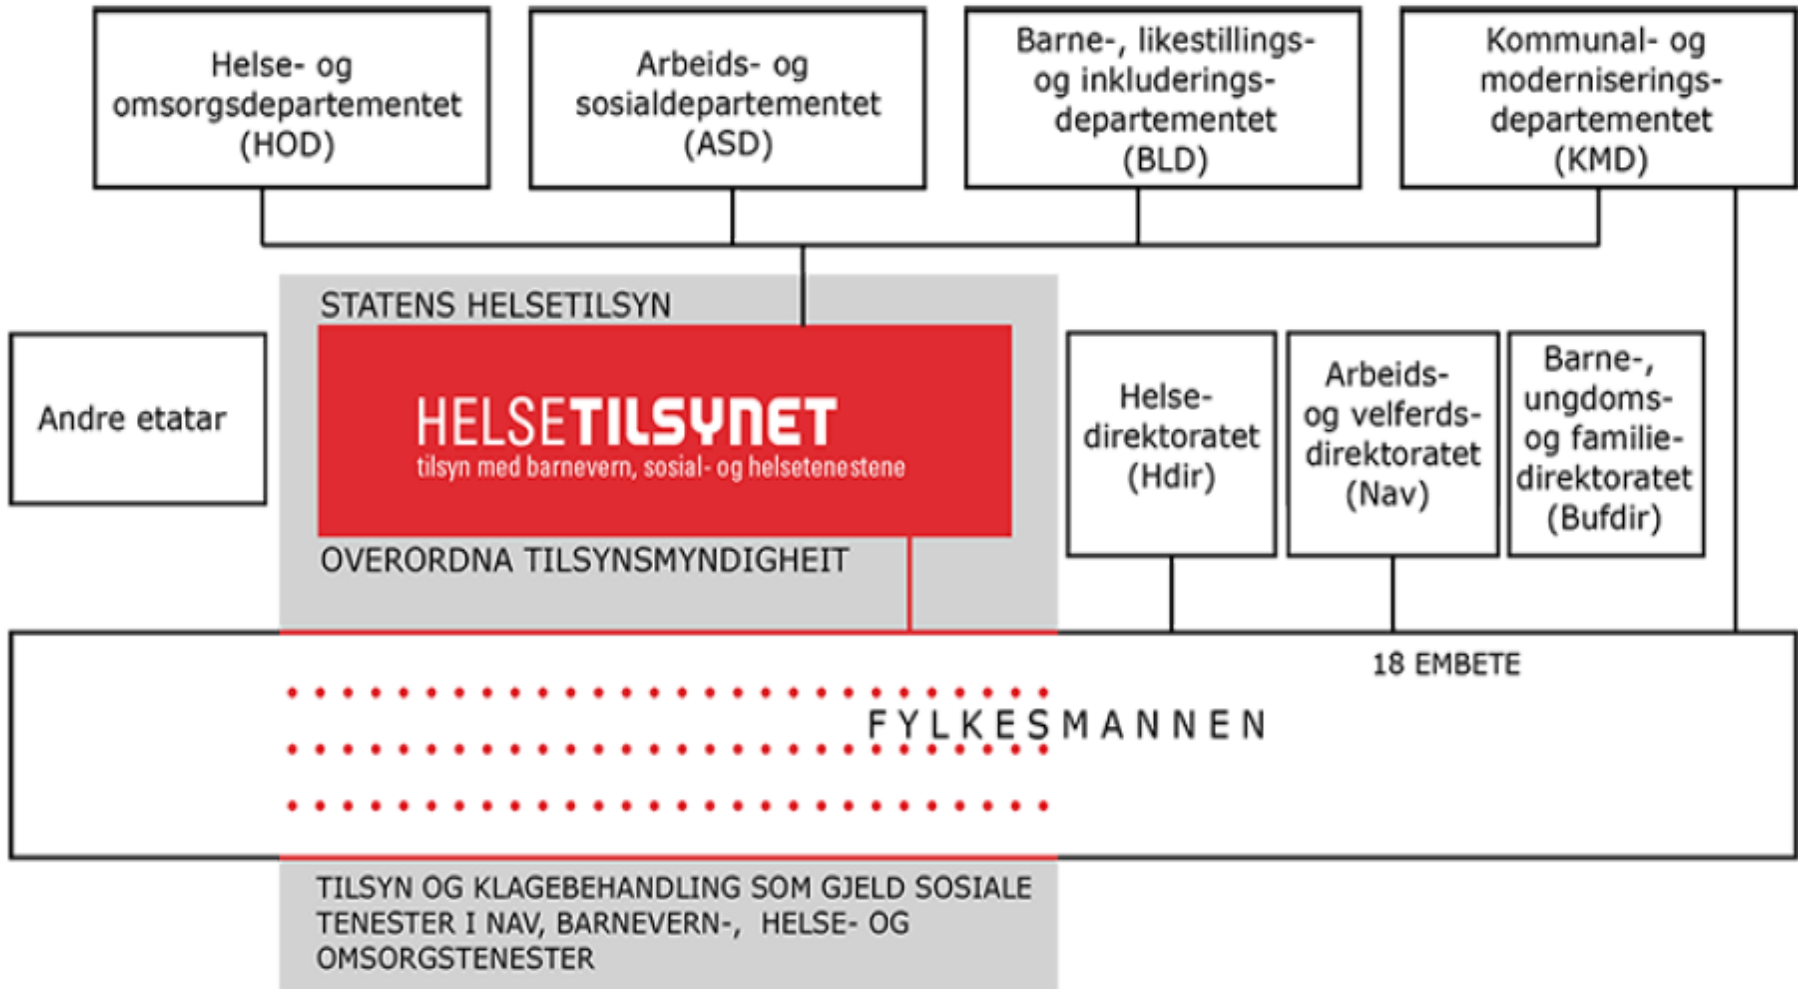 Helse- og
omsorgsdepartementet
(HOD)
Arbeids- og
sosialdepartementet
(ASD)
Barne-, likestillings-
og inkluderings-
departementet
(BLD)
Kommunal- og
moderniserings-
departementet
(KMD)
STATENS HELSETILSYN
Andre etatar
HELSETILSYNET
tilsyn med barnevern, sosial- og helsetenestene
OVERORDNA TILSYNSMYNDIGHEIT
Helse-
direktoratet
(Hdir)
Arbeids-
og velferds-
direktoratet
(Nav)
Barne-,
ungdoms-
og familie-
direktoratet
(Bufdir)
18 EMBETE
FYLKESMANNEN
TILSYN OG KLAGEBEHANDLING SOM GJELD SOSIALE
TENESTER I NAV, BARNEVERN-, HELSE- OG
OMSORGSTENESTER